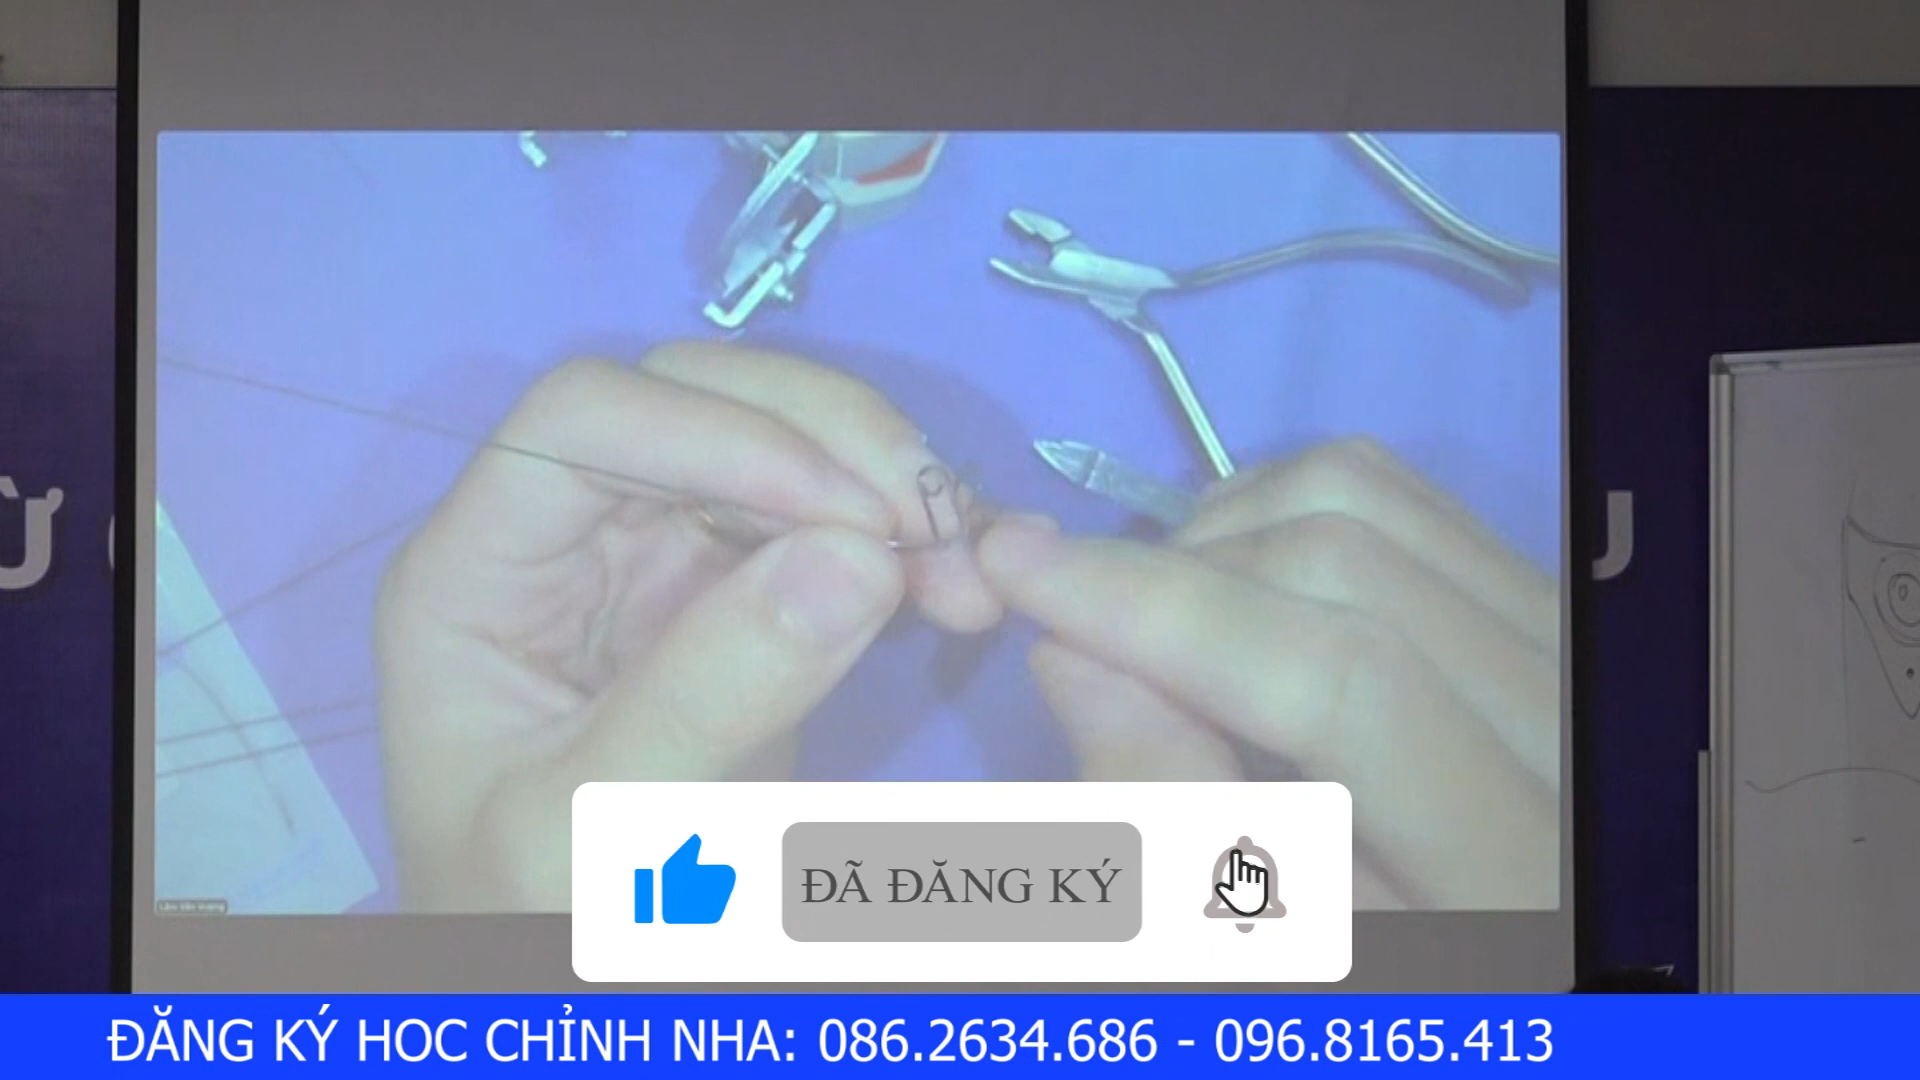 Ừ
U
ĐÃ ĐĂNG KÝ
ĐĂNG KÝ HOC CHỈNH NHA: 086.2634.686 - 096.8165.413